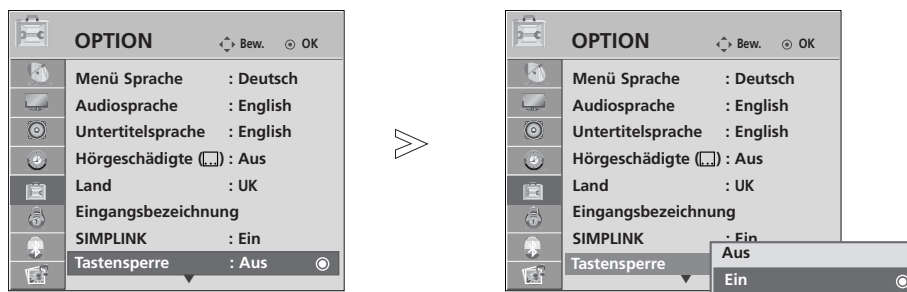 OPTION Bew. OK
Menü Sprache : Deutsch
Audiosprache : English
Untertitelsprache : English
Hörgeschädigte ( ) : Aus
Land : UK
Eingangsbezeichnung
SIMPLINK : Ein
Tastensperre : Aus
OPTION Bew. OK
Menü Sprache : Deutsch
Audiosprache : English
Untertitelsprache : English
Hörgeschädigte ( ) : Aus
Land : UK
Eingangsbezeichnung
SIMPLINK : Ein
Tastensperre
Aus
Ein